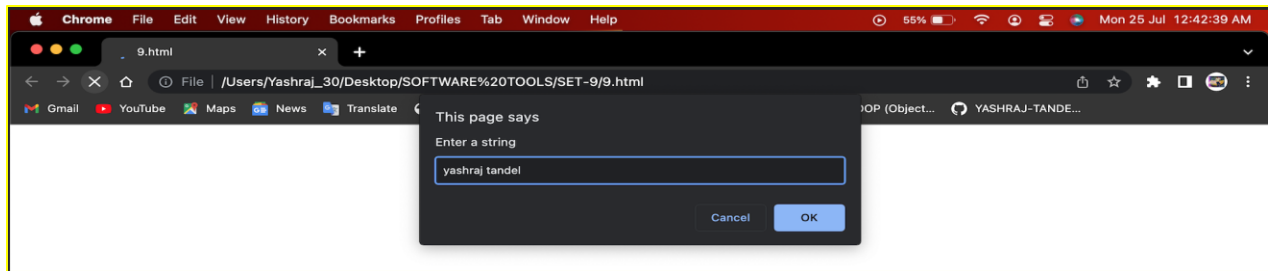 Chrome File Edit View History Bookmarks Profiles Tab Window Help 55% Mon 25 Jul 12:42:39 AM
9.html
File | /Users/Yashraj_30/Desktop/SOFTWARE%20TOOLS/SET-9/9.html
Gmail YouTube Maps News Translate OOP (Object... YASHRAJ-TANDE...
This page says
Enter a string
yashraj tandel
Cancel OK